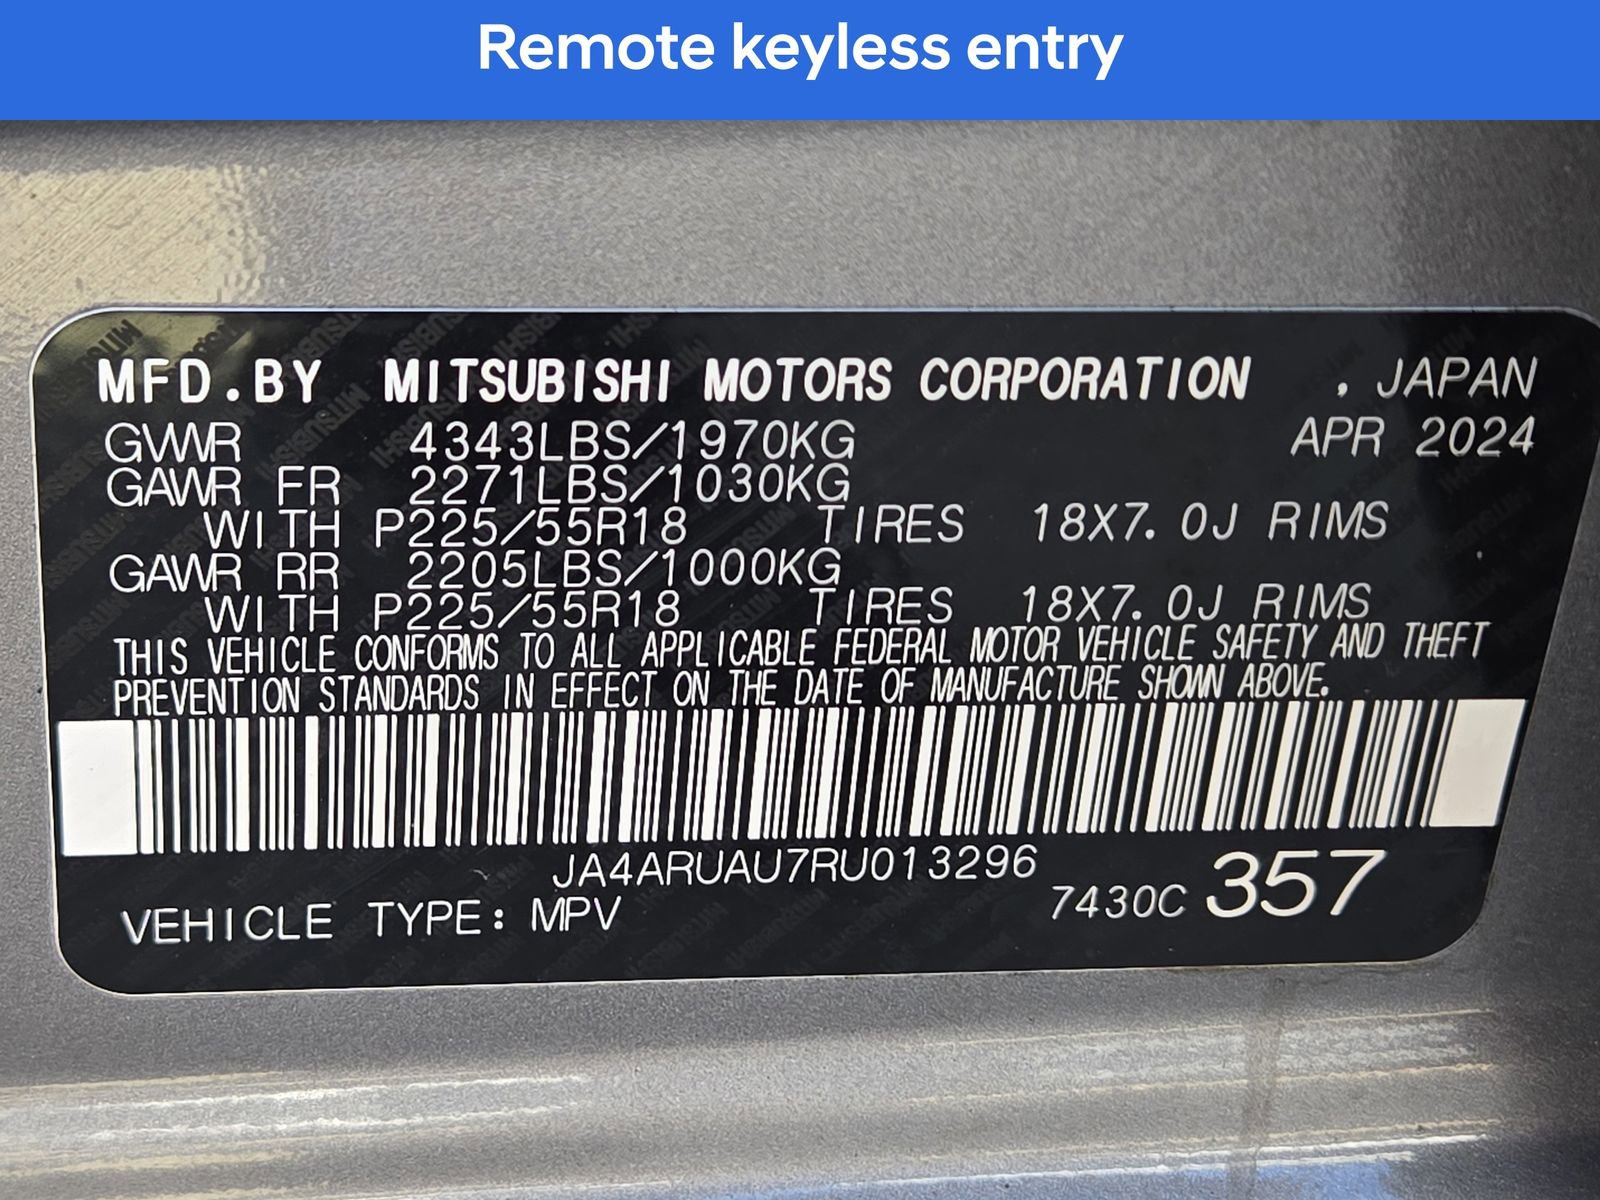 Remote keyless entry
MFD.BY MITSUBISHI MOTORS CORPORATION , JAPAN
GVWR 4343LBS/1970KG APR 2024
GAWR FR 2271LBS/1030KG
WITH P225/55R18 TIRES 18X7.0J RIMS
GAWR RR 2205LBS/1000KG
WITH P225/55R18 TIRES 18X7.0J RIMS
THIS VEHICLE CONFORMS TO ALL APPLICABLE FEDERAL MOTOR VEHICLE SAFETY AND THEFT
PREVENTION STANDARDS IN EFFECT ON THE DATE OF MANUFACTURE SHOWN ABOVE.
JA4ARUAU7RU013296
VEHICLE TYPE: MPV 7430C 357